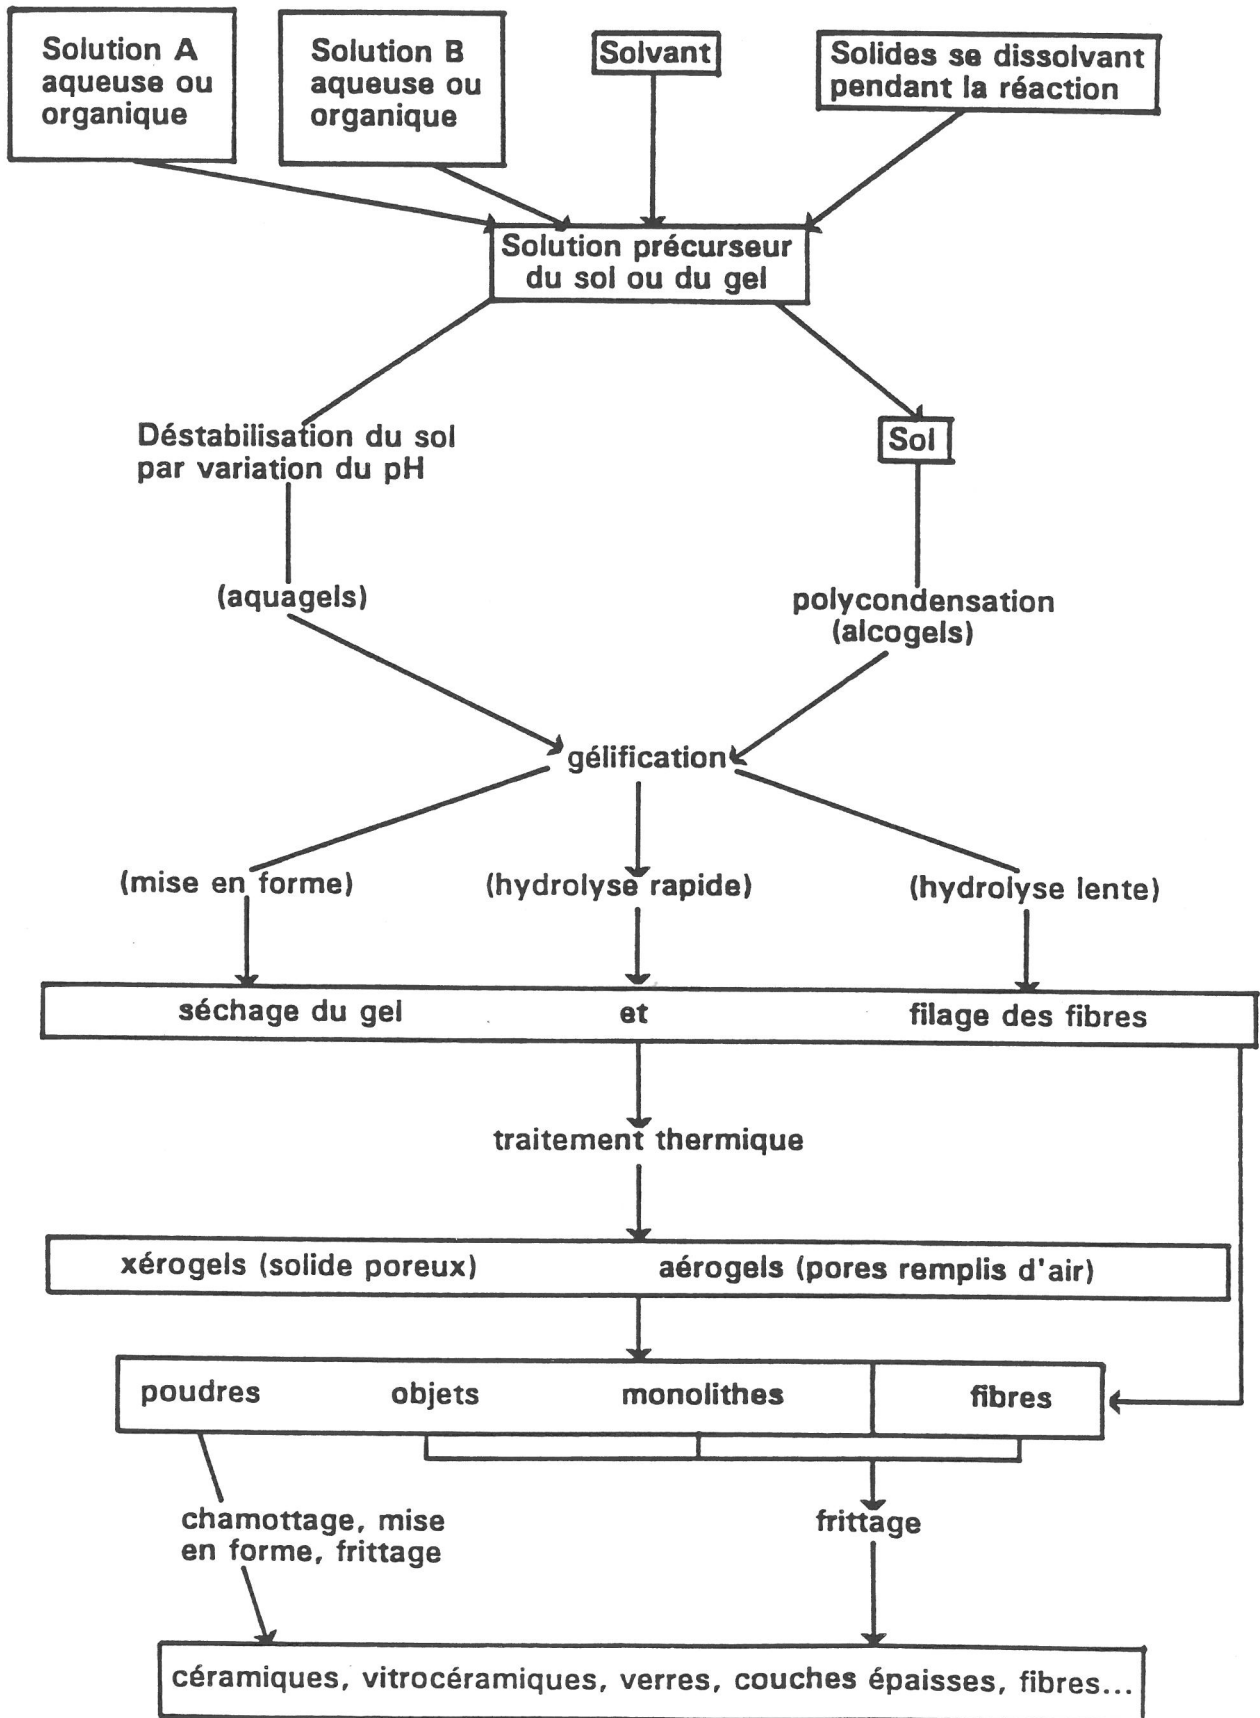 Solution A
aqueuse ou
organique
Solution B
aqueuse ou
organique
Solvant
Solides se dissolvant
pendant la réaction
Solution précurseur
du sol ou du gel
Déstabilisation du sol
par variation du pH
Sol
(aquagels)
polycondensation
(alcogels)
gélification
(mise en forme)
(hydrolyse rapide)
(hydrolyse lente)
séchage du gel et filage des fibres
traitement thermique
xérogels (solide poreux) aérogels (pores remplis d'air)
poudres objets monolithes fibres
chamottage, mise
en forme, frittage
frittage
céramiques, vitrocéramiques, verres, couches épaisses, fibres...